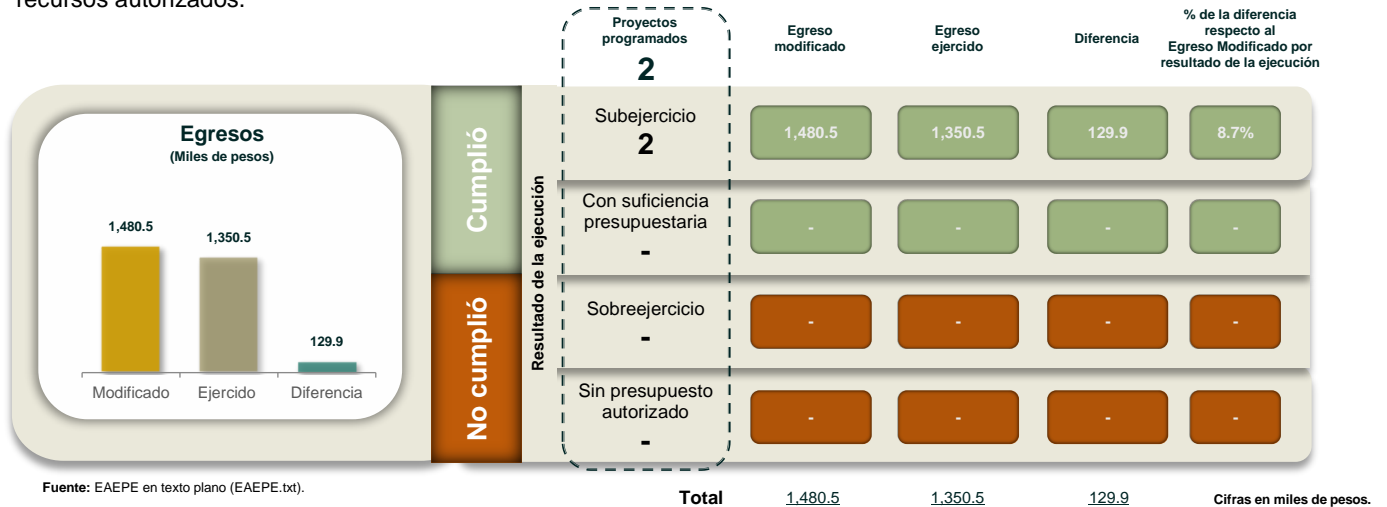 recursos autorizados.
Proyectos
programados
2
Egreso
modificado
Egreso
ejercido
Diferencia
% de la diferencia
respecto al
Egreso Modificado por
resultado de la ejecución
Egresos
(Miles de pesos)
1,480.5
1,350.5
129.9
Modificado Ejercido Diferencia
Cumplió
No cumplió
Resultado de la ejecución
Subejercicio
2
1,480.5 1,350.5 129.9 8.7%
Con suficiencia
presupuestaria
-
- - - -
Sobreejercicio
-
- - - -
Sin presupuesto
autorizado
-
- - - -
Fuente: EAEPE en texto plano (EAEPE.txt).
Total 1,480.5 1,350.5 129.9 Cifras en miles de pesos.